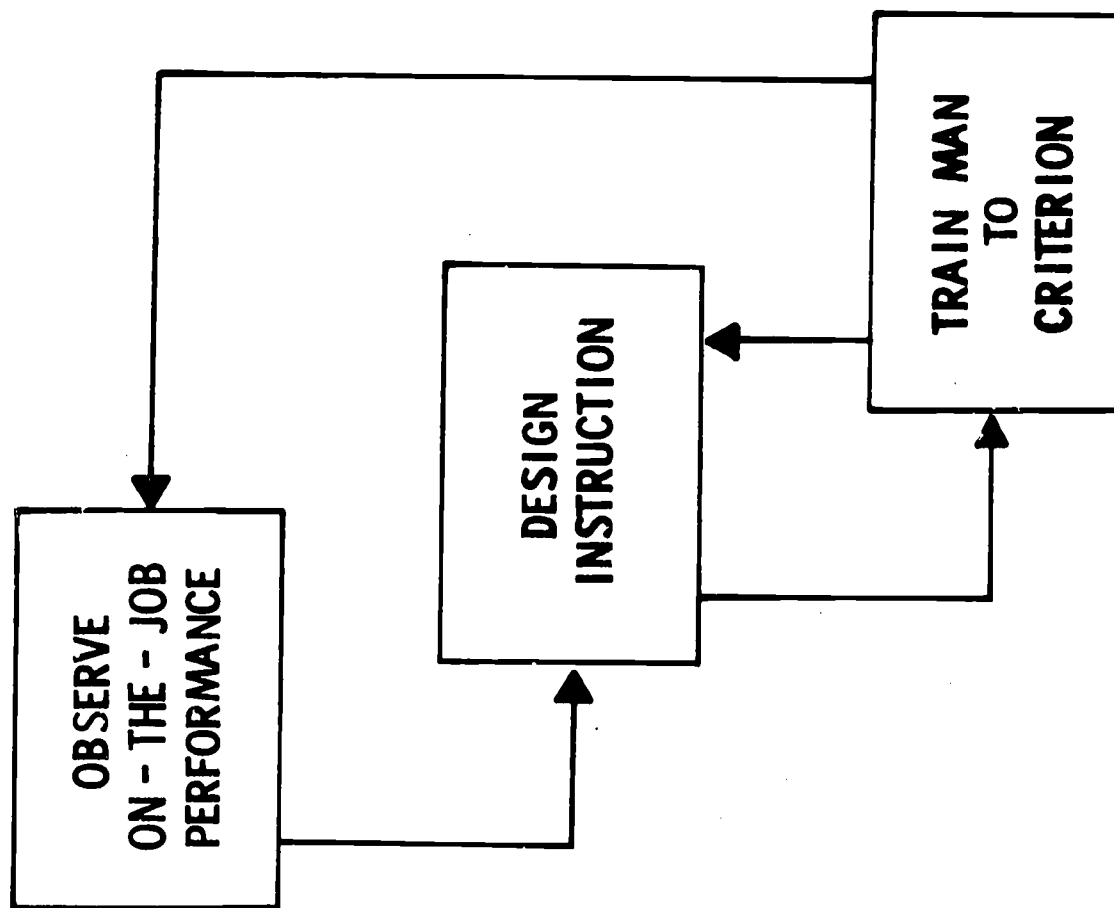 OBSERVE
ON - THE - JOB
PERFORMANCE
DESIGN
INSTRUCTION
TRAIN MAN
TO
CRITERION